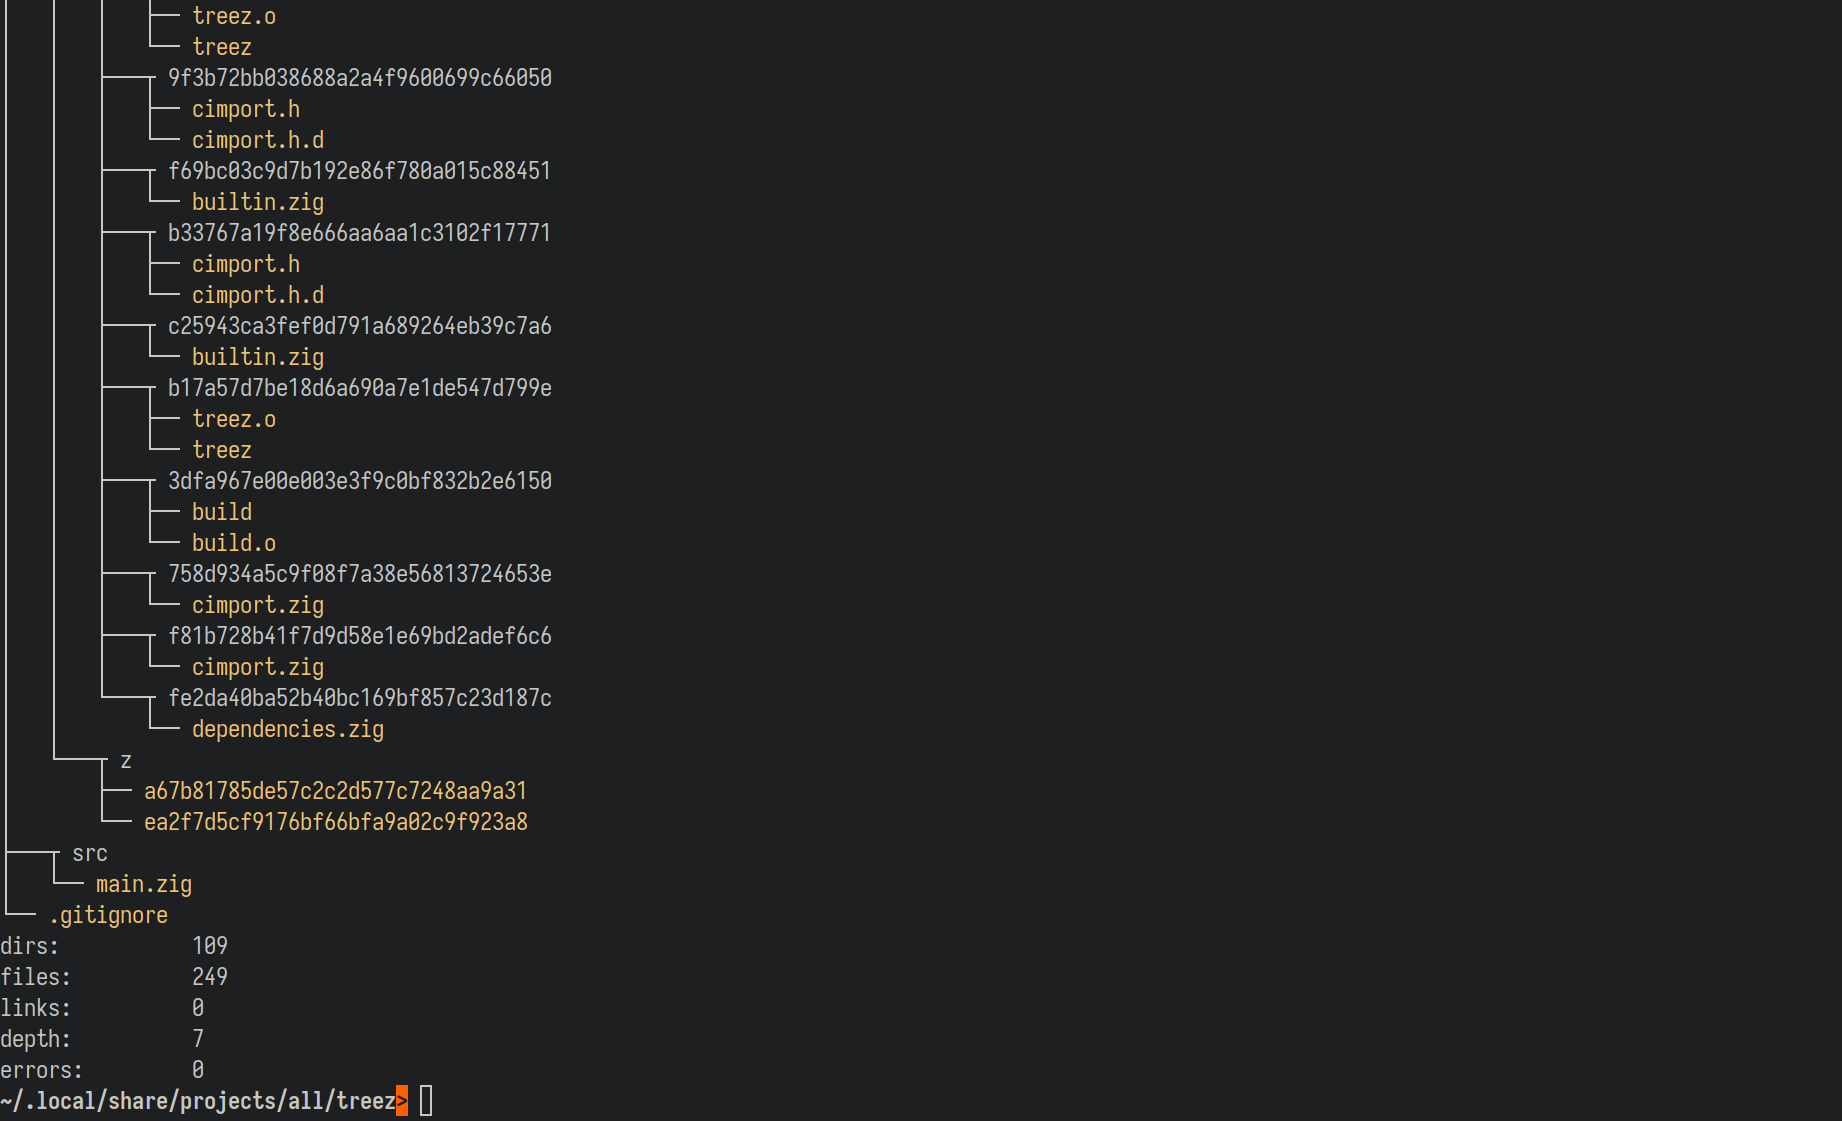 treez.o
treez
9f3b72bb038688a2a4f9600699c66050
cimport.h
cimport.h.d
f69bc03c9d7b192e86f780a015c88451
builtin.zig
b33767a19f8e666aa6aa1c3102f17771
cimport.h
cimport.h.d
c25943ca3fef0d791a689264eb39c7a6
builtin.zig
b17a57d7be18d6a690a7e1de547d799e
treez.o
treez
3dfa967e00e003e3f9c0bf832b2e6150
build
build.o
758d934a5c9f08f7a38e56813724653e
cimport.zig
f81b728b41f7d9d58e1e69bd2adef6c6
cimport.zig
fe2da40ba52b40bc169bf857c23d187c
dependencies.zig
z
a67b81785de57c2c2d577c7248aa9a31
ea2f7d5cf9176bf66bfa9a02c9f923a8
src
main.zig
.gitignore
dirs: 109
files: 249
links: 0
depth: 7
errors: 0
~/.local/share/projects/all/treez>